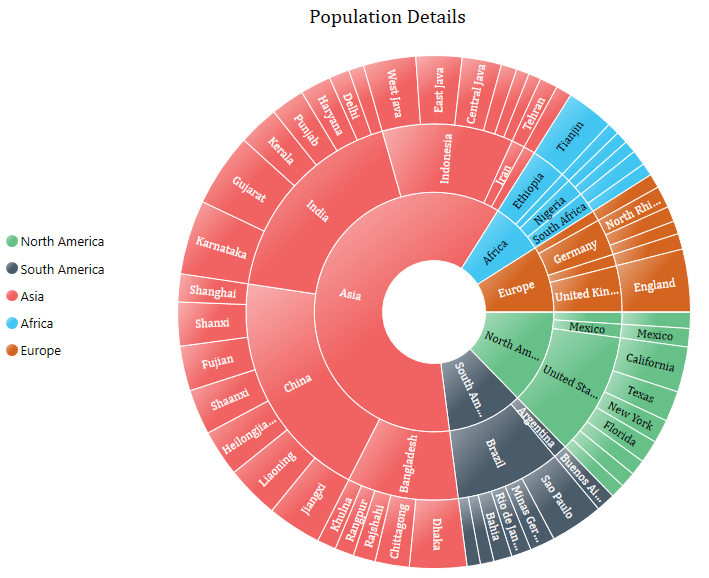 Population Details
North America
South America
Asia
Africa
Europe
Asia
Africa
Europe
North Am...
South Am...
India
Indonesia
Iran
Ethiopia
Nigeria
South Africa
Germany
United Kin...
Mexico
United Sta...
Argentina
Brazil
Bangladesh
China
West Java
East Java
Central Java
Tehran
Tianjin
North Rhi...
England
Mexico
California
Texas
New York
Florida
Buenos Ai...
Sao Paulo
Minas Ger...
Rio de Jan...
Bahia
Dhaka
Chittagong
Rajshahi
Rangpur
Khulna
Jiangxi
Liaoning
Heilongjia...
Shaanxi
Fujian
Shanxi
Shanghai
Karnataka
Gujarat
Kerala
Punjab
Haryana
Delhi